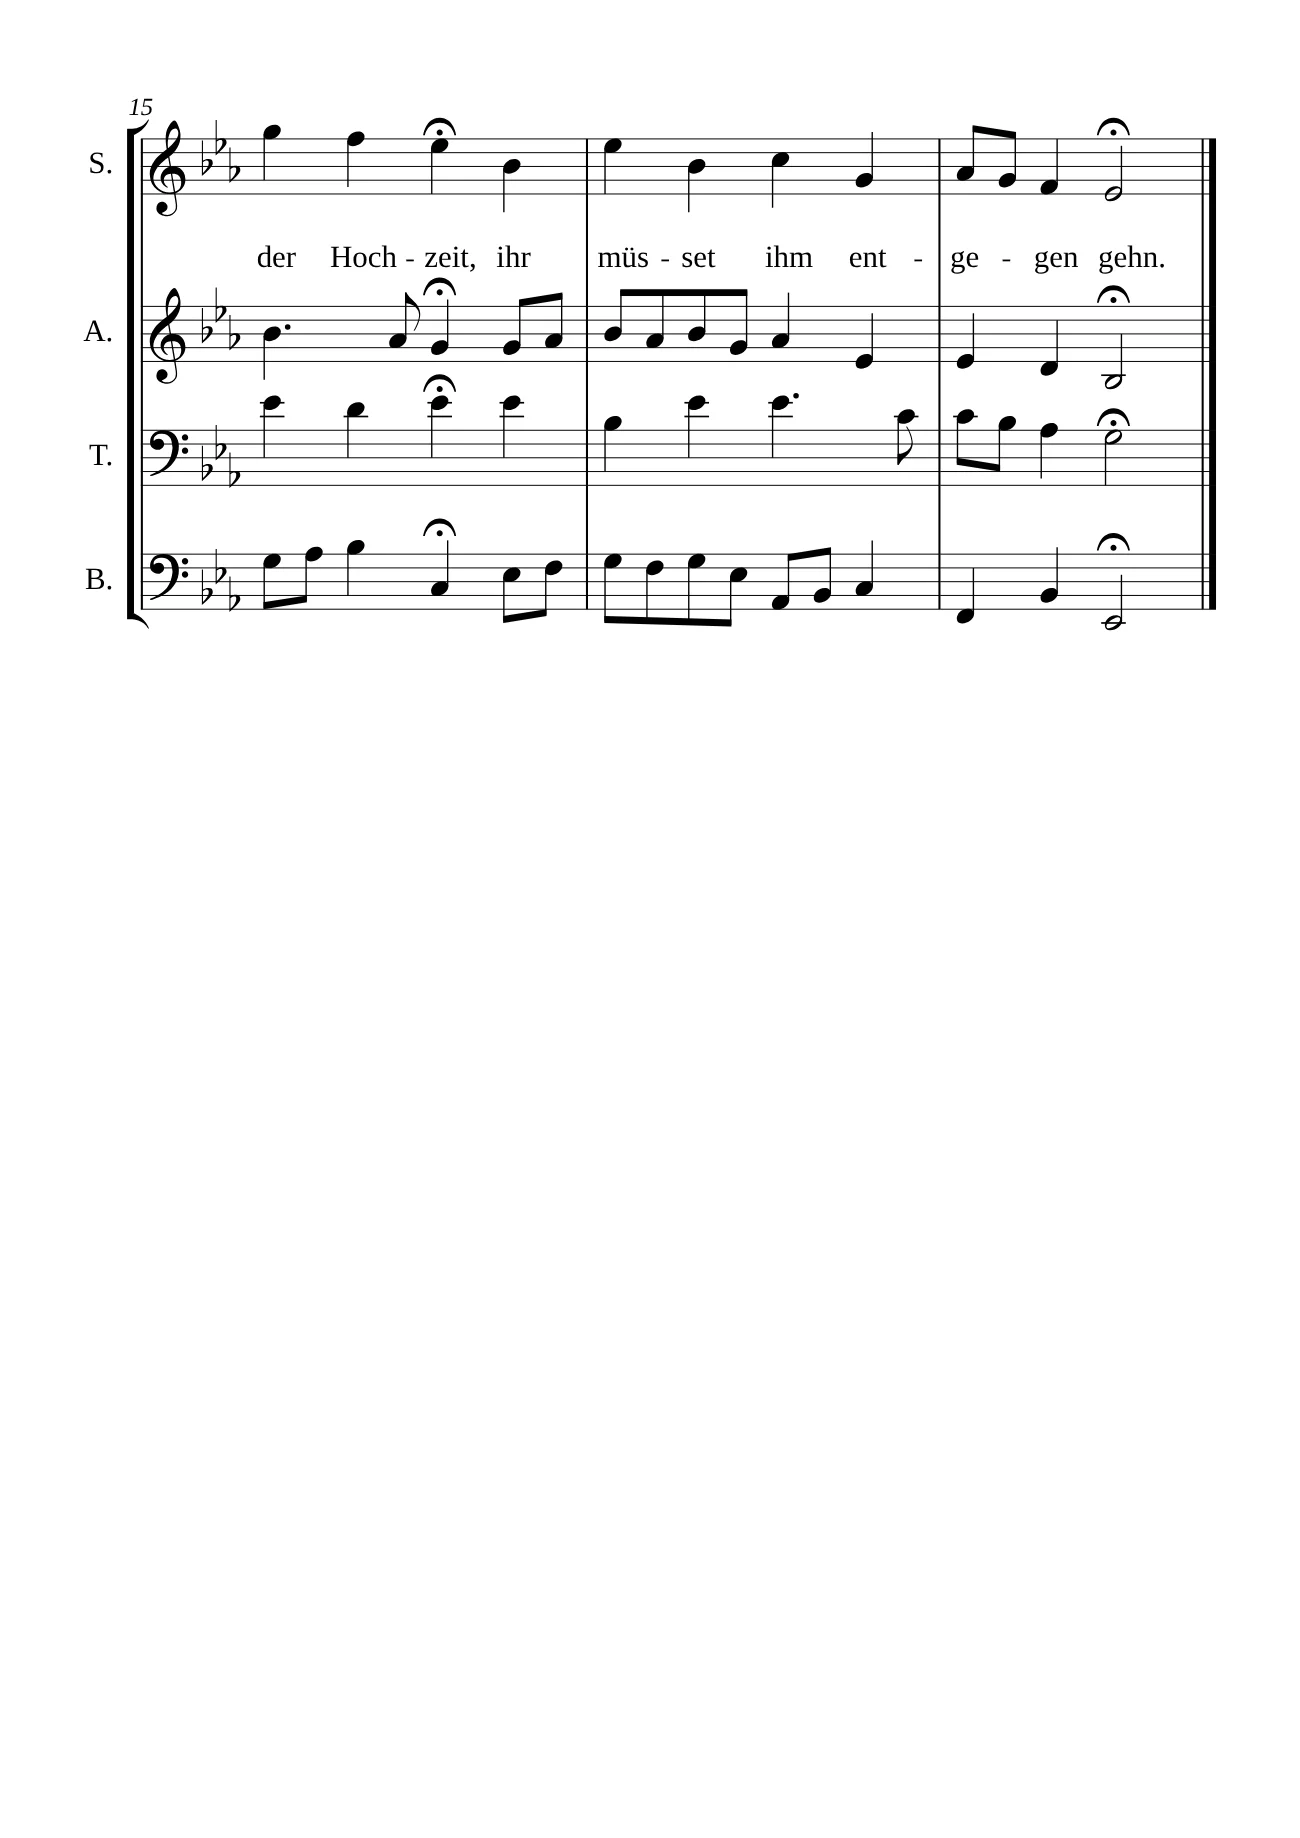 15
S.
der Hoch - zeit, ihr müs - set ihm ent - ge - gen gehn.
A.
T.
B.